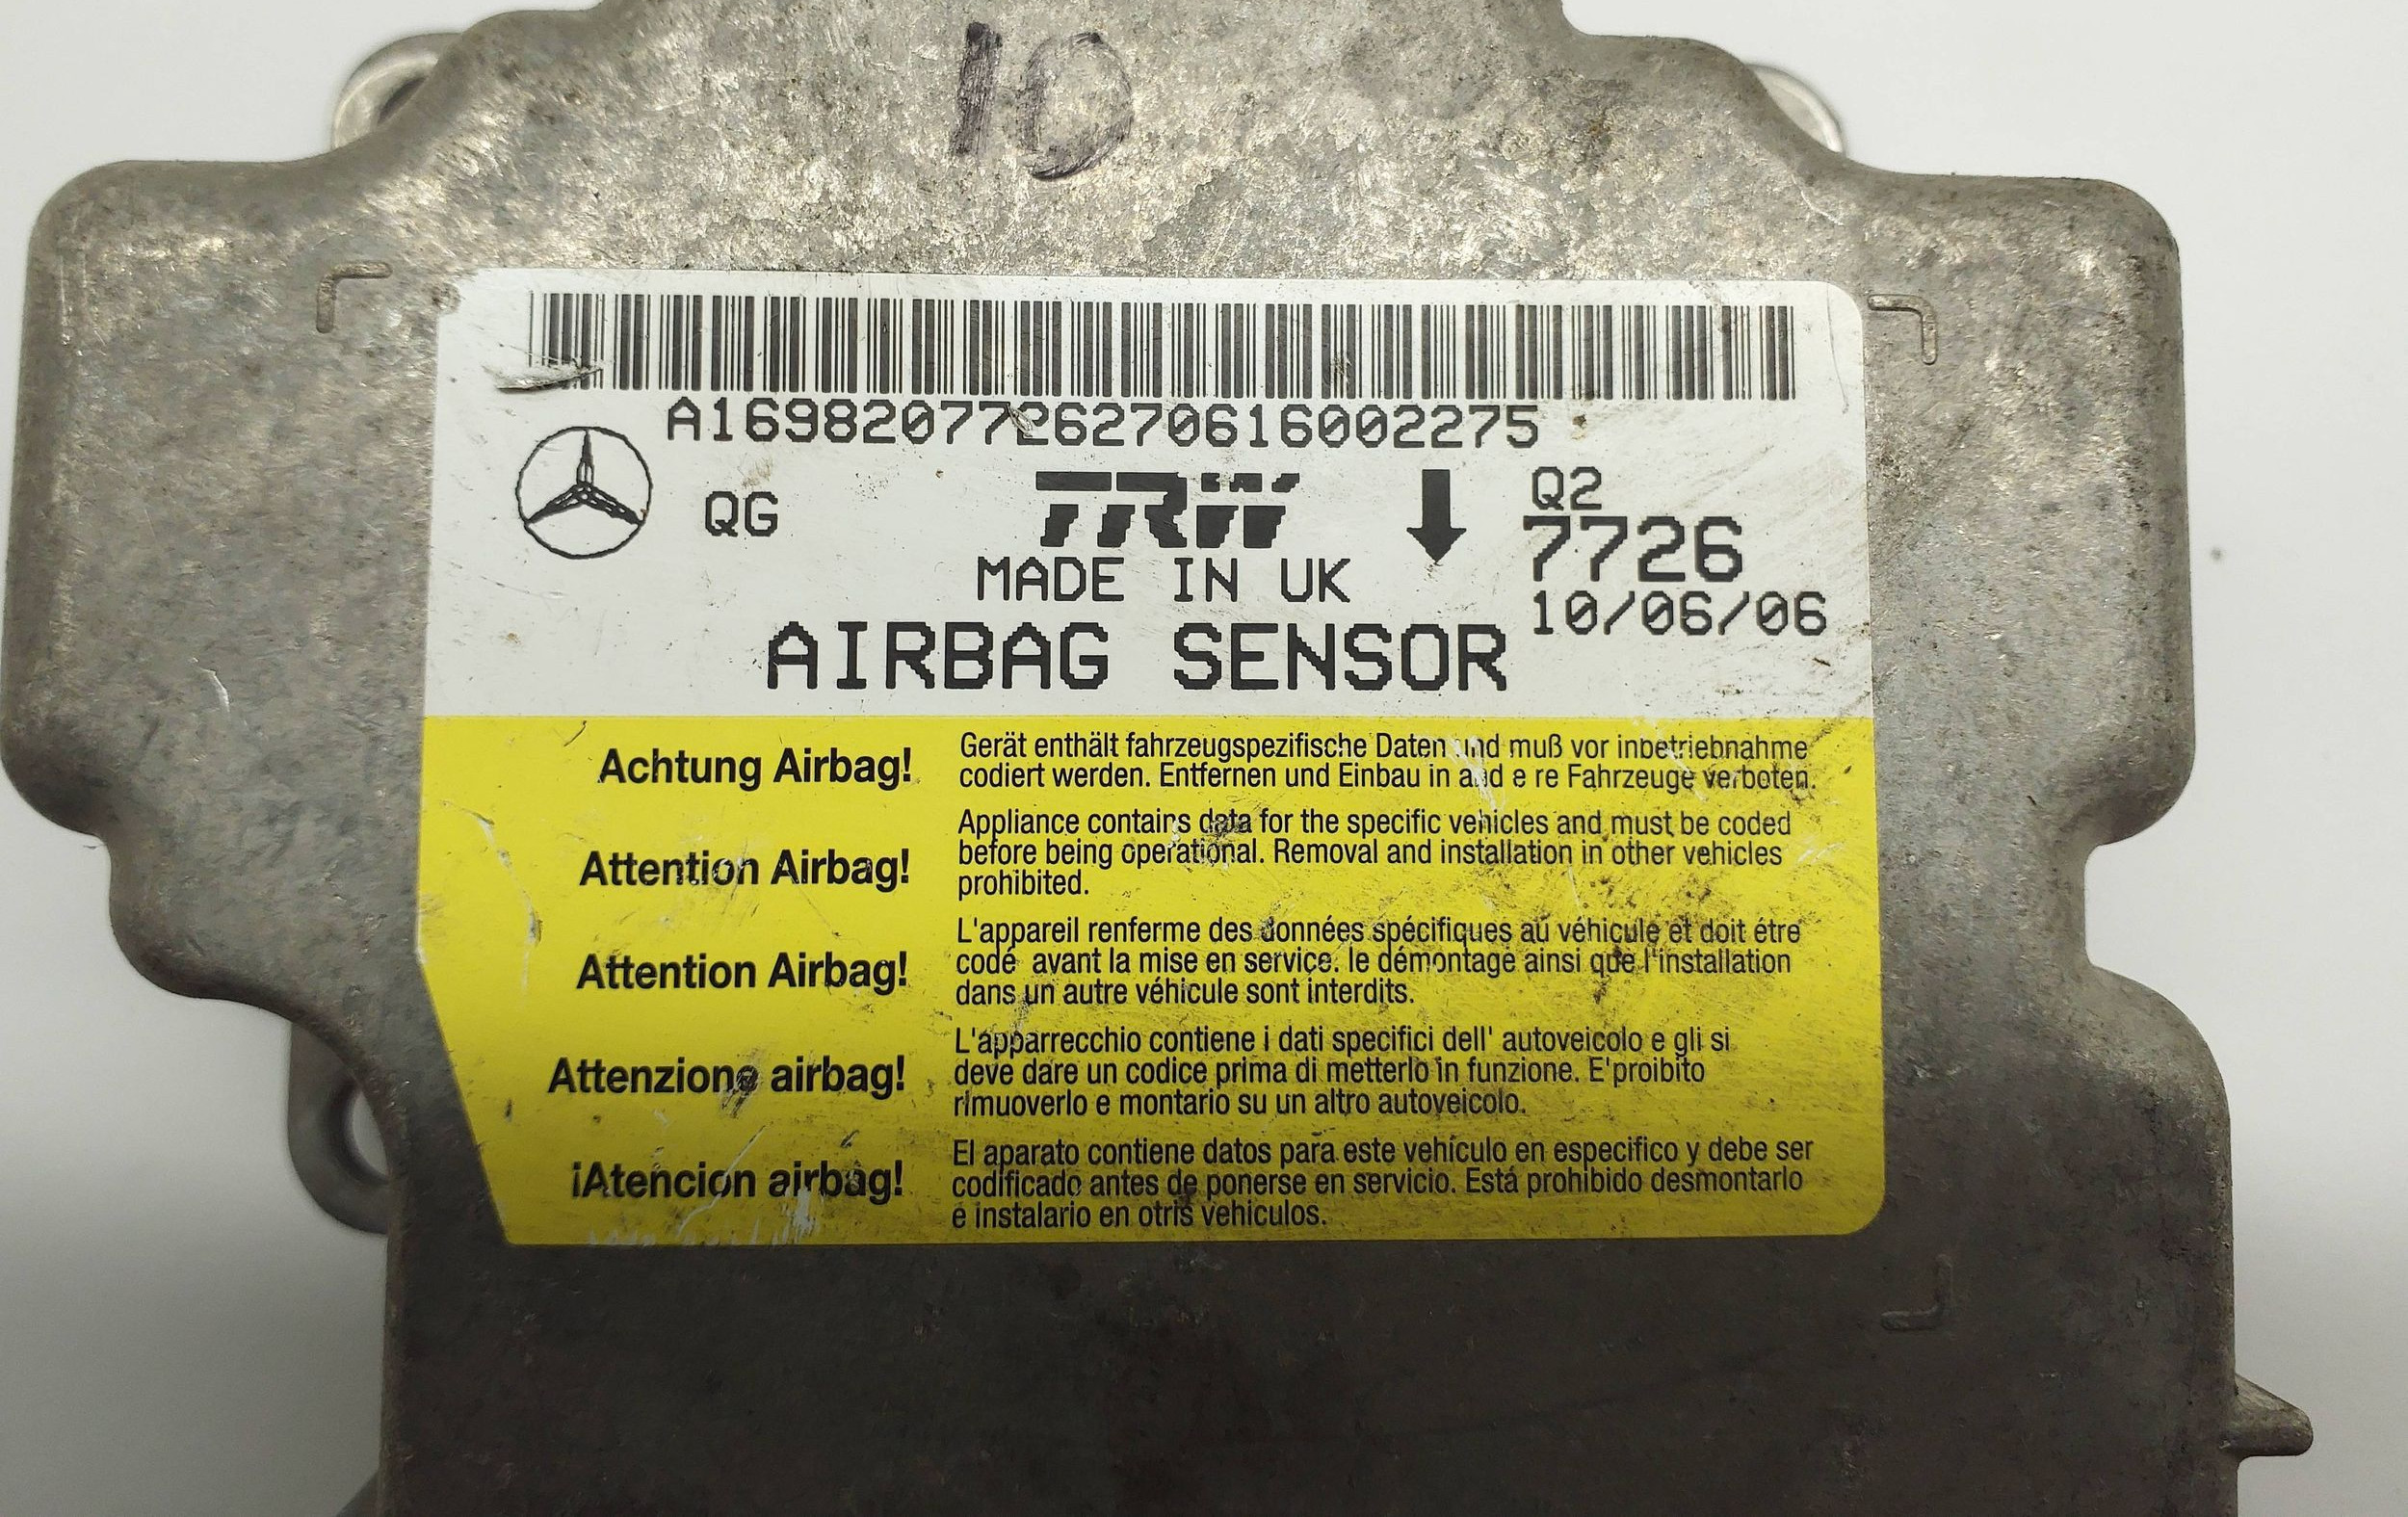 10
A1698207726270616002275
QG
TRW
Q2
7726
MADE IN UK
10/06/06
AIRBAG SENSOR
Achtung Airbag!
Gerät enthält fahrzeugspezifische Daten und muß vor inbetriebnahme
codiert werden. Entfernen und Einbau in and e re Fahrzeuge verboten.
Attention Airbag!
Appliance contains data for the specific vehicles and must be coded
before being operational. Removal and installation in other vehicles
prohibited.
Attention Airbag!
L'appareil renferme des données spécifiques au véhicule et doit étre
codé avant la mise en service. le démontage ainsi que l'installation
dans un autre véhicule sont interdits.
Attenzione airbag!
L'apparrecchio contiene i dati specifici dell' autoveicolo e gli si
deve dare un codice prima di metterlo in funzione. E'proibito
rimuoverlo e montario su un altro autoveicolo.
¡Atencion airbag!
El aparato contiene datos para este vehículo en especifico y debe ser
codificado antes de ponerse en servicio. Está prohibido desmontarlo
e instalario en otris vehiculos.